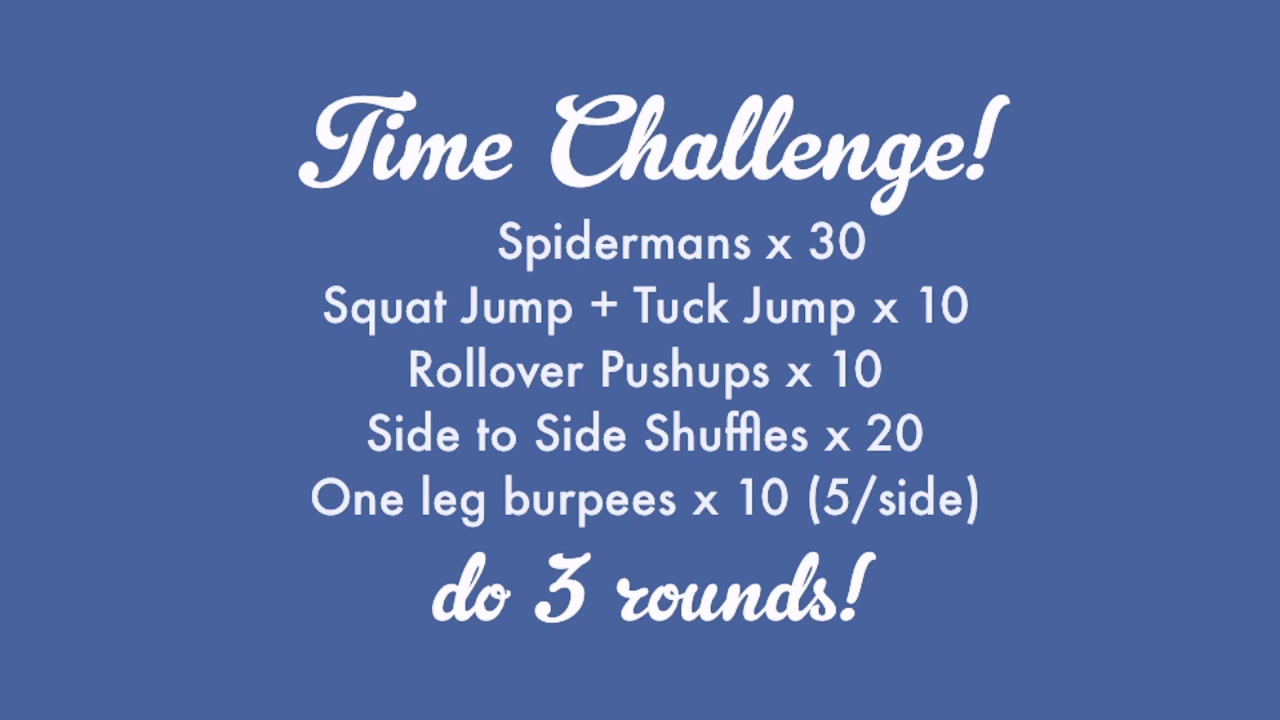 Time Challenge!
Spidermans x 30
Squat Jump + Tuck Jump x 10
Rollover Pushups x 10
Side to Side Shuffles x 20
One leg burpees x 10 (5/side)
do 3 rounds!